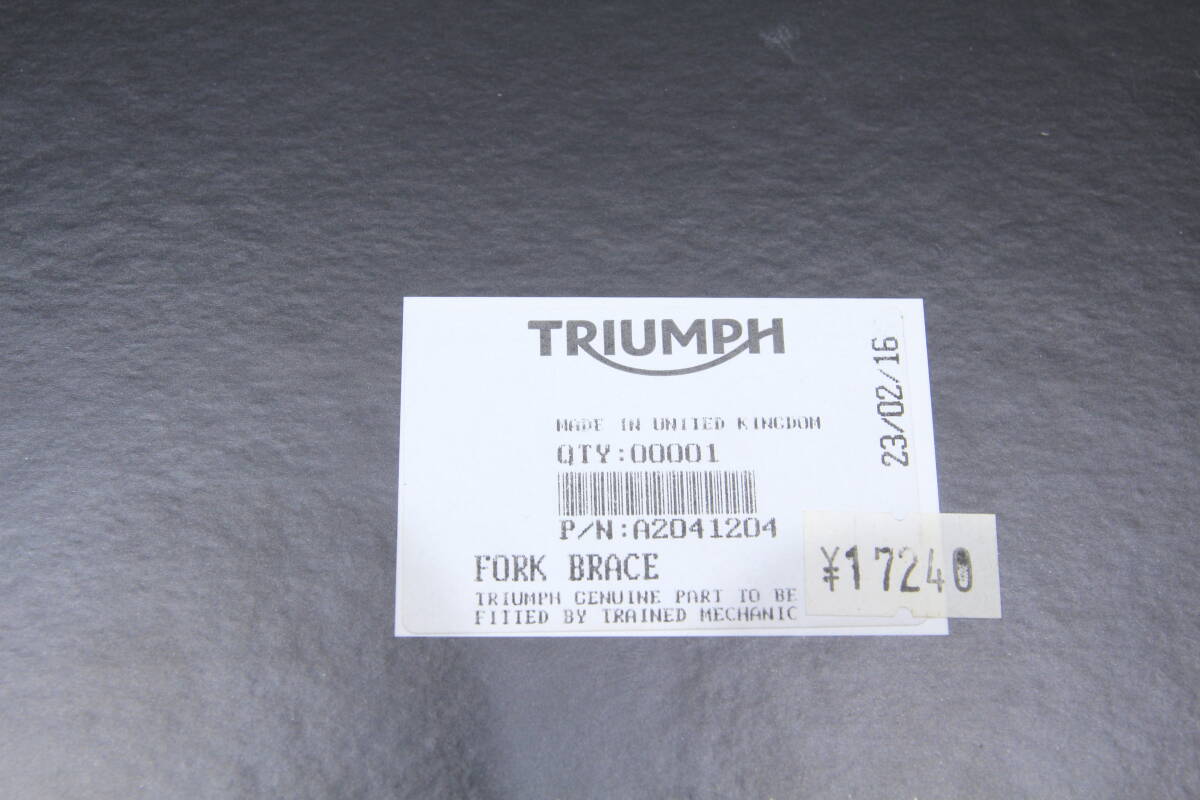 TRIUMPH
MADE IN UNITED KINGDOM
QTY:00001
P/N:A2041204
FORK BRACE
TRIUMPH GENUINE PART TO BE
FITTED BY TRAINED MECHANIC
23/02/16
¥17240